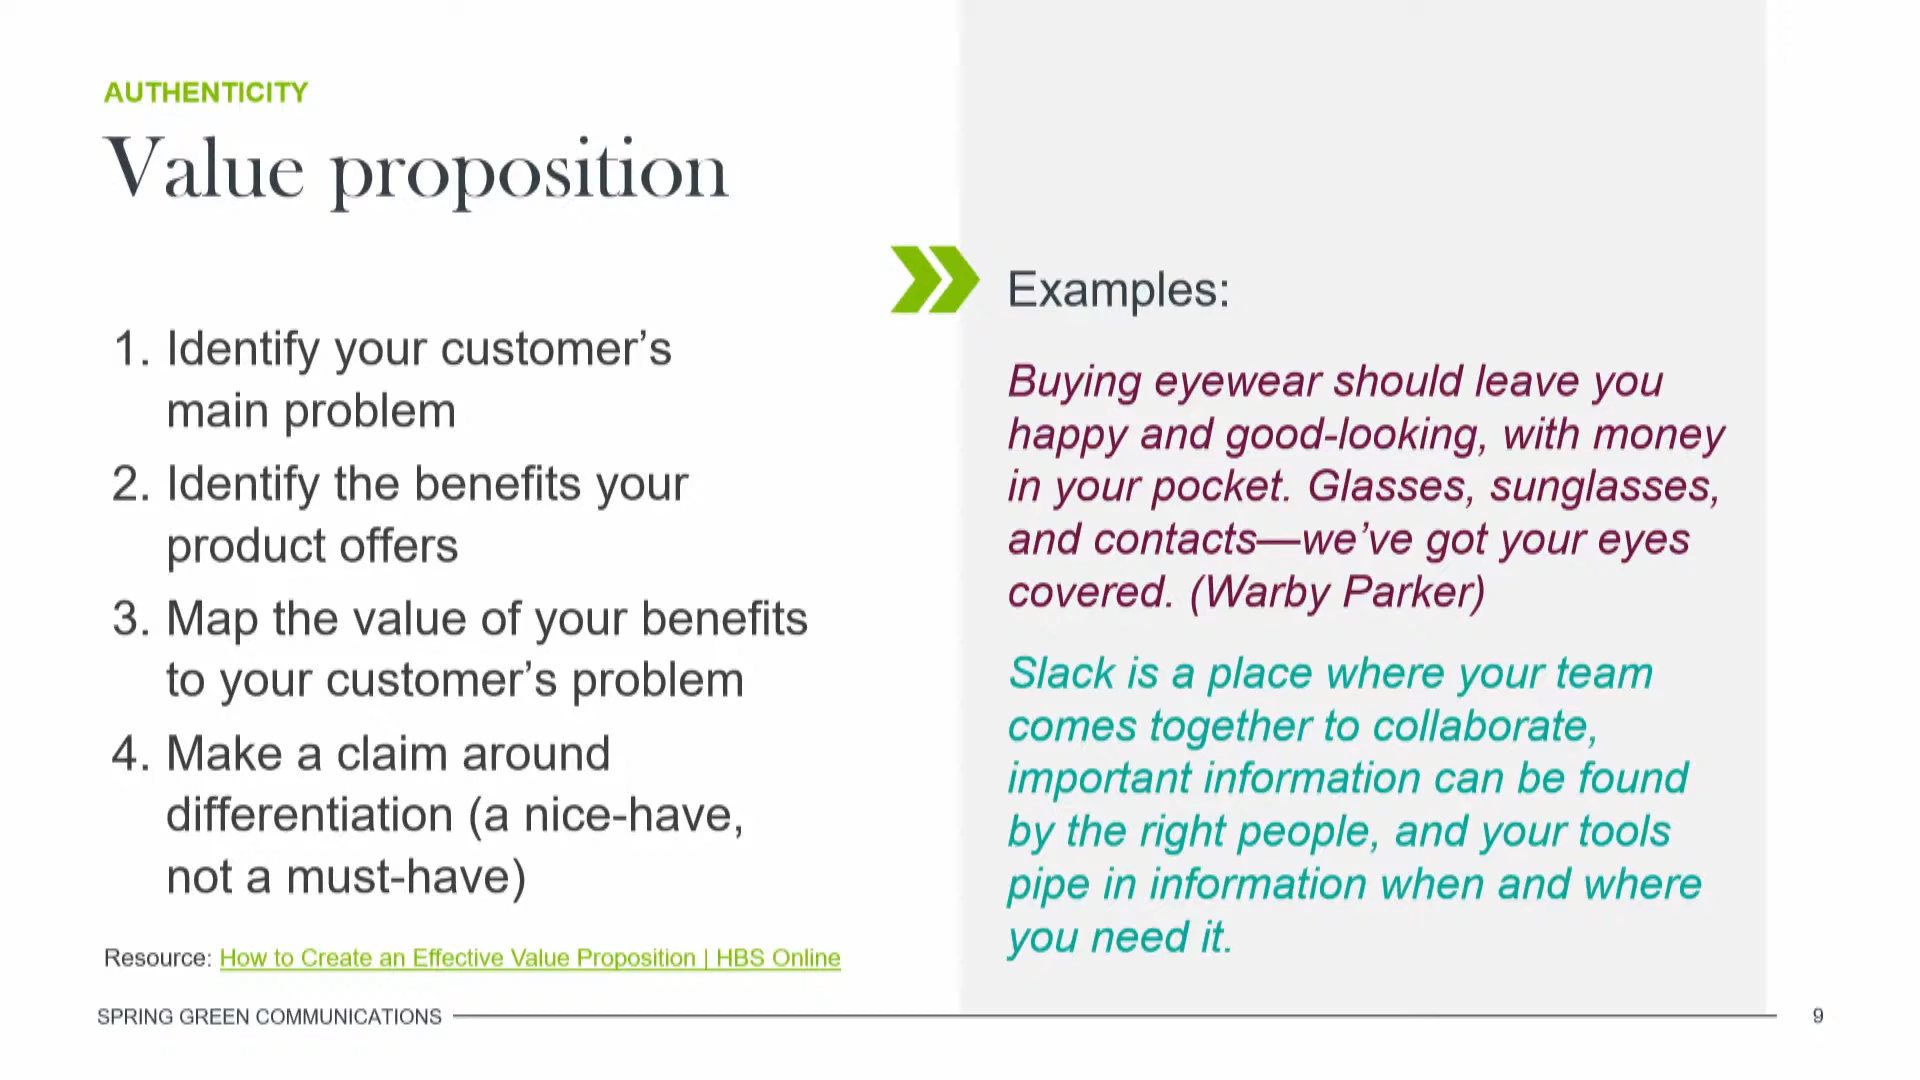 AUTHENTICITY
Value proposition
1. Identify your customer’s
main problem
2. Identify the benefits your
product offers
3. Map the value of your benefits
to your customer’s problem
4. Make a claim around
differentiation (a nice-have,
not a must-have)
Resource: How to Create an Effective Value Proposition | HBS Online
Examples:
Buying eyewear should leave you
happy and good-looking, with money
in your pocket. Glasses, sunglasses,
and contacts—we’ve got your eyes
covered. (Warby Parker)
Slack is a place where your team
comes together to collaborate,
important information can be found
by the right people, and your tools
pipe in information when and where
you need it.
SPRING GREEN COMMUNICATIONS
9